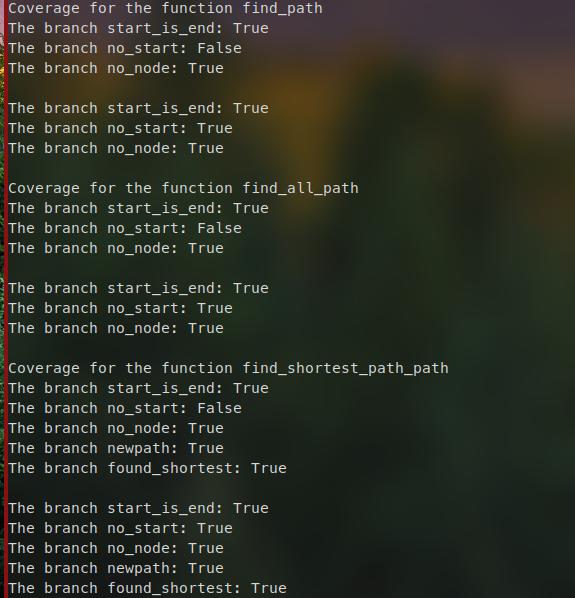 Coverage for the function find_path
The branch start_is_end: True
The branch no_start: False
The branch no_node: True
The branch start_is_end: True
The branch no_start: True
The branch no_node: True
Coverage for the function find_all_path
The branch start_is_end: True
The branch no_start: False
The branch no_node: True
The branch start_is_end: True
The branch no_start: True
The branch no_node: True
Coverage for the function find_shortest_path_path
The branch start_is_end: True
The branch no_start: False
The branch no_node: True
The branch newpath: True
The branch found_shortest: True
The branch start_is_end: True
The branch no_start: True
The branch no_node: True
The branch newpath: True
The branch found_shortest: True